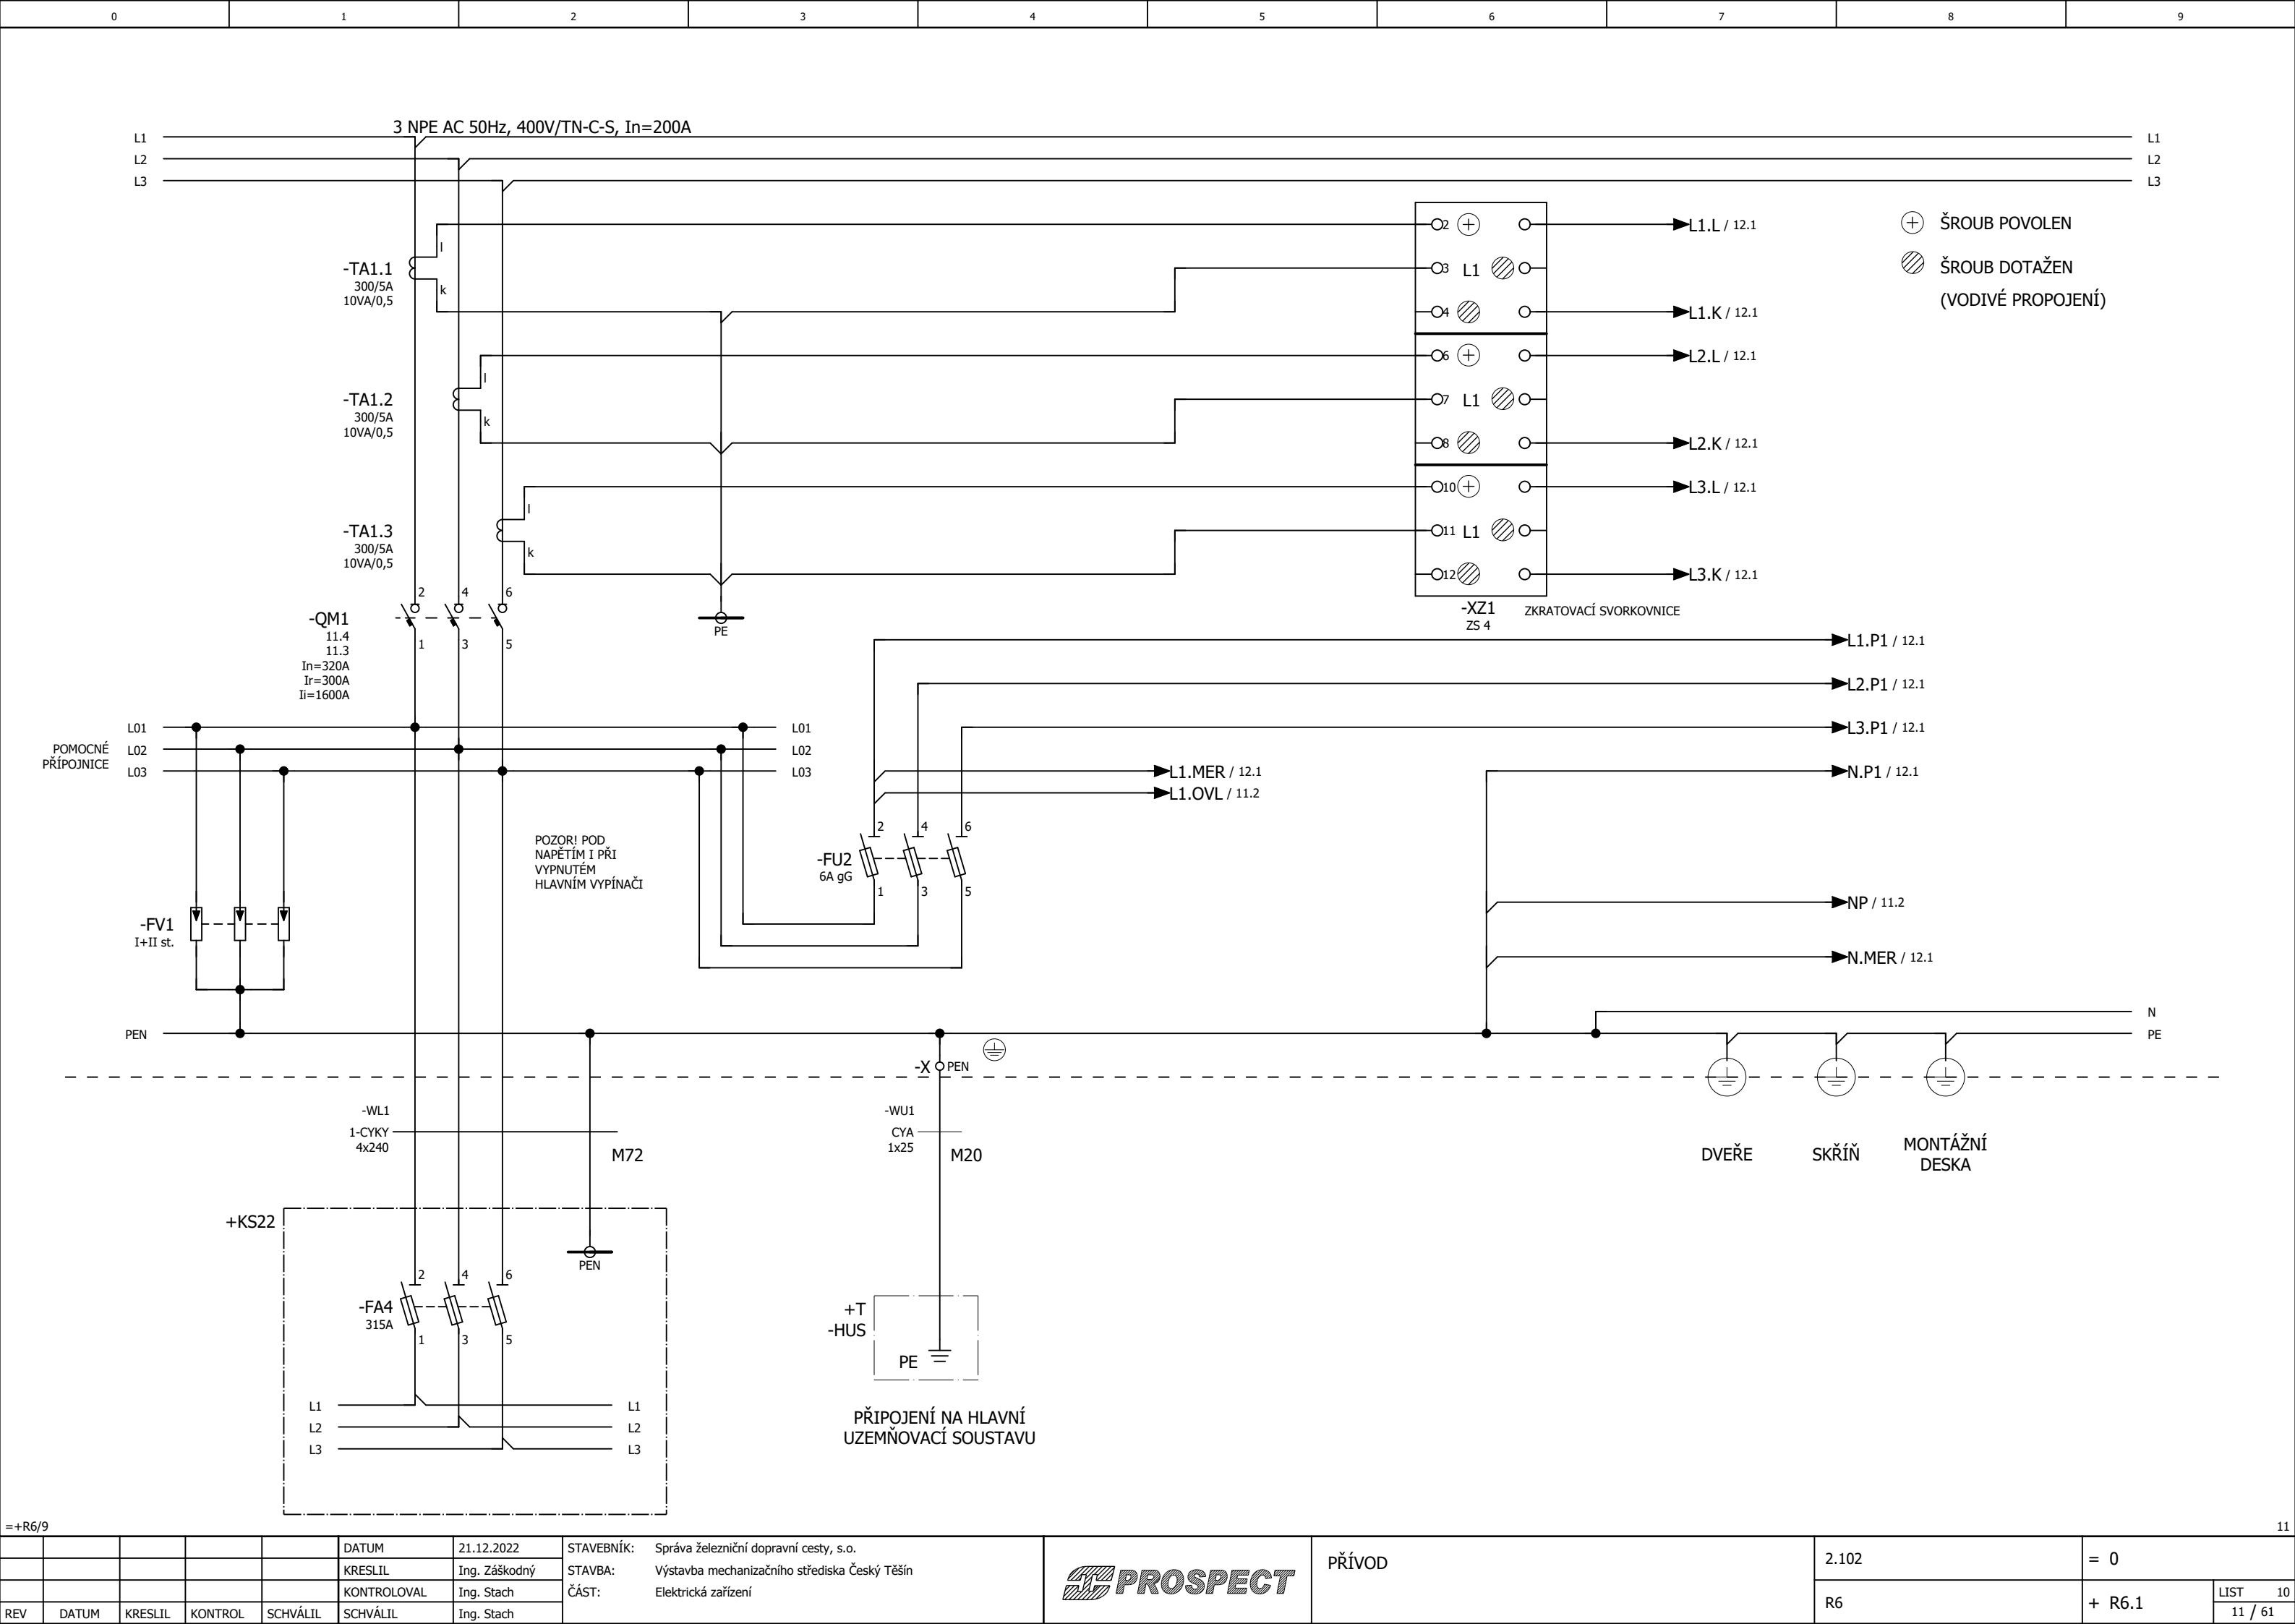 0 1 2 3 4 5 6 7 8 9
3 NPE AC 50Hz, 400V/TN-C-S, In=200A
L1 L1
L2 L2
L3 L3
-TA1.1
300/5A
10VA/0,5
l
k
-TA1.2
300/5A
10VA/0,5
l
k
-TA1.3
300/5A
10VA/0,5
l
k
2 L1.L / 12.1
3 L1
4 L1.K / 12.1
6 L2.L / 12.1
7 L1
8 L2.K / 12.1
10 L3.L / 12.1
11 L1
12 L3.K / 12.1
-XZ1
ZS 4
ZKRATOVACÍ SVORKOVNICE
ŠROUB POVOLEN
ŠROUB DOTAŽEN
(VODIVÉ PROPOJENÍ)
2 4 6
-QM1
11.4
11.3
In=320A
Ir=300A
Ii=1600A
1 3 5
PE
L1.P1 / 12.1
L2.P1 / 12.1
L3.P1 / 12.1
N.P1 / 12.1
L01 L01
POMOCNÉ
PŘÍPOJNICE
L02 L02
L03 L03
L1.MER / 12.1
L1.OVL / 11.2
POZOR! POD
NAPĚTÍM I PŘI
VYPNUTÉM
HLAVNÍM VYPÍNAČI
2 4 6
-FU2
6A gG
1 3 5
NP / 11.2
N.MER / 12.1
-FV1
I+II st.
PEN
N
PE
-X PEN
-WL1
1-CYKY
4x240
M72
-WU1
CYA
1x25
M20
DVEŘE
SKŘÍŇ
MONTÁŽNÍ
DESKA
+KS22
PEN
2 4 6
-FA4
315A
1 3 5
L1 L1
L2 L2
L3 L3
+T
-HUS
PE
PŘIPOJENÍ NA HLAVNÍ
UZEMŇOVACÍ SOUSTAVU
=+R6/9
11
DATUM 21.12.2022
KRESLIL Ing. Záškodný
KONTROLOVAL Ing. Stach
REV DATUM KRESLIL KONTROL SCHVÁLIL SCHVÁLIL Ing. Stach
STAVEBNÍK: Správa železniční dopravní cesty, s.o.
STAVBA: Výstavba mechanizačního střediska Český Těšín
ČÁST: Elektrická zařízení
PROSPECT
PŘÍVOD
2.102
R6
= 0
+ R6.1
LIST 10
11 / 61